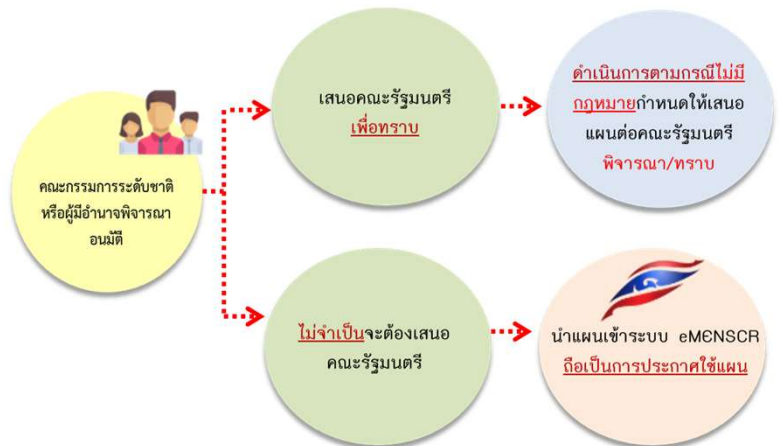 คณะกรรมการระดับชาติ
หรือผู้มีอำนาจพิจารณา
อนมัตี
เสนอคณะรัฐมนตรี
เพื่อทราบ
ดำเนินการตามกรณีไม่มี
กฎหมายกำหนดให้เสนอ
แผนต่อคณะรัฐมนตรี
พิจารณา/ทราบ
ไม่จำเป็นจะต้องเสนอ
คณะรัฐมนตรี
นำแผนเข้าระบบ eMENSCR
ถือเป็นการประกาศใช้แผน